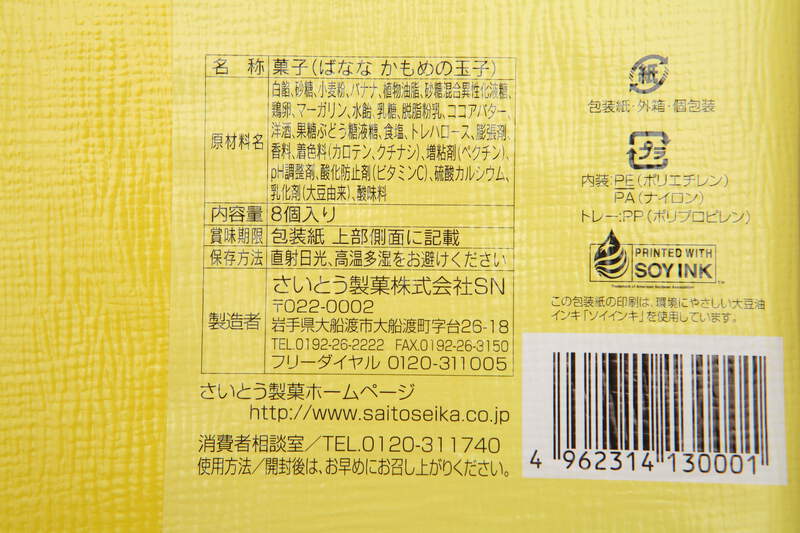 名称 菓子(ばなな かもめの玉子)
原材料名 白餡、砂糖、小麦粉、バナナ、植物油脂、砂糖混合異性化液糖、
鶏卵、マーガリン、水飴、乳糖、脱脂粉乳、ココアバター、
洋酒、果糖ぶどう糖液糖、食塩、トレハロース、膨張剤、
香料、着色料(カロテン、クチナシ)、増粘剤(ペクチン)、
pH調整剤、酸化防止剤(ビタミンC)、硫酸カルシウム、
乳化剤(大豆由来)、酸味料
内容量 8個入り
賞味期限 包装紙 上部側面に記載
保存方法 直射日光、高温多湿をお避けください
製造者 さいとう製菓株式会社SN
〒022-0002
岩手県大船渡市大船渡町字台26-18
TEL.0192-26-2222 FAX.0192-26-3150
フリーダイヤル 0120-311005
さいとう製菓ホームページ
http://www.saitoseika.co.jp
消費者相談室/TEL.0120-311740
使用方法/開封後は、お早めにお召し上がりください。
紙
包装紙・外箱・個包装
プラ
内装:PE(ポリエチレン)
PA(ナイロン)
トレー:PP(ポリプロピレン)
PRINTED WITH
SOY INK
Trademark of American Soybean Association
この包装紙の印刷は、環境にやさしい大豆油
インキ「ソイインキ」を使用しています。
4 962314 130001